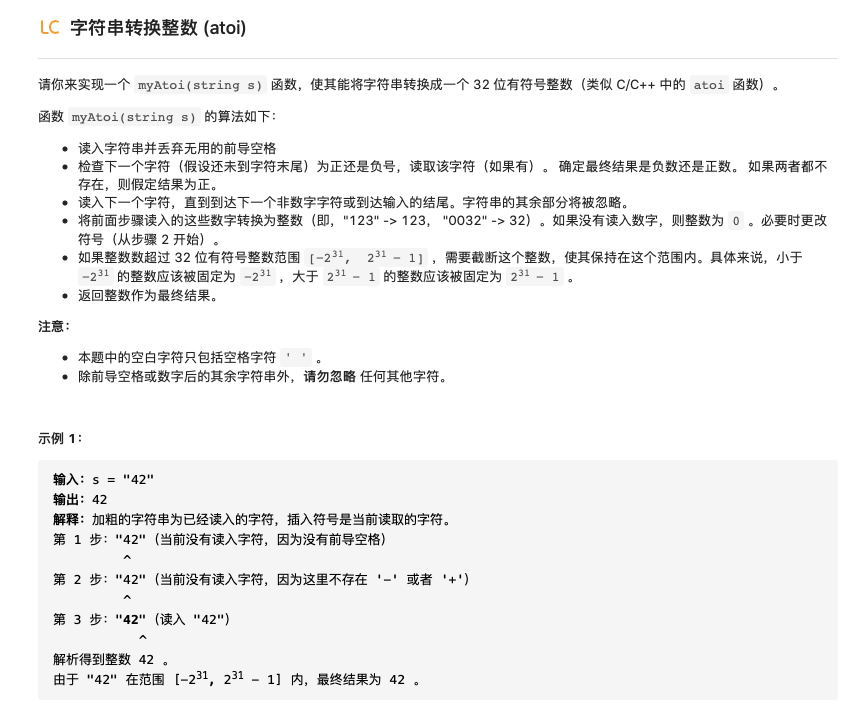 LC 字符串转换整数 (atoi)
请你来实现一个 myAtoi(string s) 函数，使其能将字符串转换成一个 32 位有符号整数（类似 C/C++ 中的 atoi 函数）。
函数 myAtoi(string s) 的算法如下：
• 读入字符串并丢弃无用的前导空格
• 检查下一个字符（假设还未到字符末尾）为正还是负号，读取该字符（如果有）。 确定最终结果是负数还是正数。 如果两者都不
存在，则假定结果为正。
• 读入下一个字符，直到到达下一个非数字字符或到达输入的结尾。字符串的其余部分将被忽略。
• 将前面步骤读入的这些数字转换为整数（即，"123" -> 123， "0032" -> 32）。如果没有读入数字，则整数为 0 。必要时更改
符号（从步骤 2 开始）。
• 如果整数数超过 32 位有符号整数范围 [−2³¹,  2³¹ − 1] ，需要截断这个整数，使其保持在这个范围内。具体来说，小于
−2³¹ 的整数应该被固定为 −2³¹ ，大于 2³¹ − 1 的整数应该被固定为 2³¹ − 1 。
• 返回整数作为最终结果。
注意：
• 本题中的空白字符只包括空格字符 ' ' 。
• 除前导空格或数字后的其余字符串外，请勿忽略 任何其他字符。
示例 1：
输入：s = "42"
输出：42
解释：加粗的字符串为已经读入的字符，插入符号是当前读取的字符。
第 1 步："42"（当前没有读入字符，因为没有前导空格）
^
第 2 步："42"（当前没有读入字符，因为这里不存在 '-' 或者 '+'）
^
第 3 步："42"（读入 "42"）
^
解析得到整数 42 。
由于 "42" 在范围 [-2³¹, 2³¹ - 1] 内，最终结果为 42 。